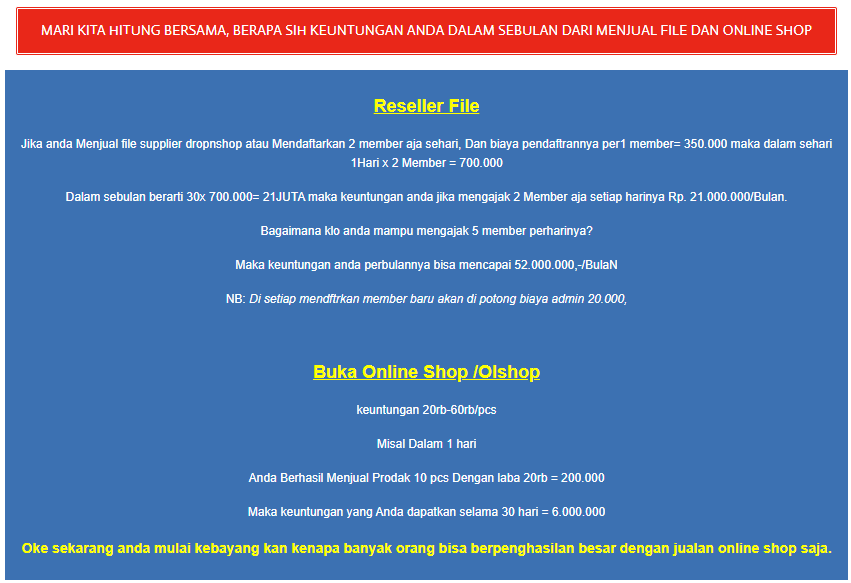 MARI KITA HITUNG BERSAMA, BERAPA SIH KEUNTUNGAN ANDA DALAM SEBULAN DARI MENJUAL FILE DAN ONLINE SHOP
Reseller File
Jika anda Menjual file supplier dropnshop atau Mendaftarkan 2 member aja sehari, Dan biaya pendaftrannya per1 member= 350.000 maka dalam sehari
1Hari x 2 Member = 700.000
Dalam sebulan berarti 30x 700.000= 21JUTA maka keuntungan anda jika mengajak 2 Member aja setiap harinya Rp. 21.000.000/Bulan.
Bagaimana klo anda mampu mengajak 5 member perharinya?
Maka keuntungan anda perbulannya bisa mencapai 52.000.000,-/BulaN
NB: Di setiap mendftrkan member baru akan di potong biaya admin 20.000,
Buka Online Shop /Olshop
keuntungan 20rb-60rb/pcs
Misal Dalam 1 hari
Anda Berhasil Menjual Prodak 10 pcs Dengan laba 20rb = 200.000
Maka keuntungan yang Anda dapatkan selama 30 hari = 6.000.000
Oke sekarang anda mulai kebayang kan kenapa banyak orang bisa berpenghasilan besar dengan jualan online shop saja.